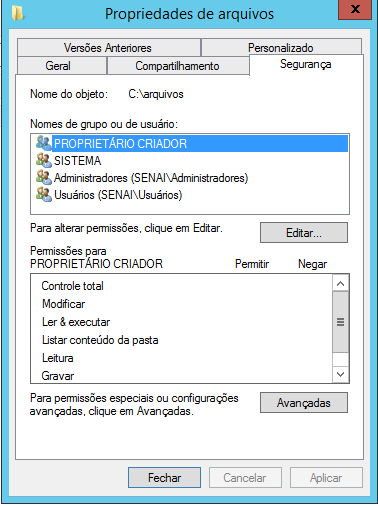 Propriedades de arquivos
x
Versões Anteriores Personalizado
Geral Compartilhamento Segurança
Nome do objeto: C:\arquivos
Nomes de grupo ou de usuário:
PROPRIETÁRIO CRIADOR
SISTEMA
Administradores (SENAI\Administradores)
Usuários (SENAI\Usuários)
Para alterar permissões, clique em Editar.
Editar...
Permissões para
PROPRIETÁRIO CRIADOR Permitir Negar
Controle total
Modificar
Ler & executar
Listar conteúdo da pasta
Leitura
Gravar
Para permissões especiais ou configurações
avançadas, clique em Avançadas.
Avançadas
Fechar Cancelar Aplicar